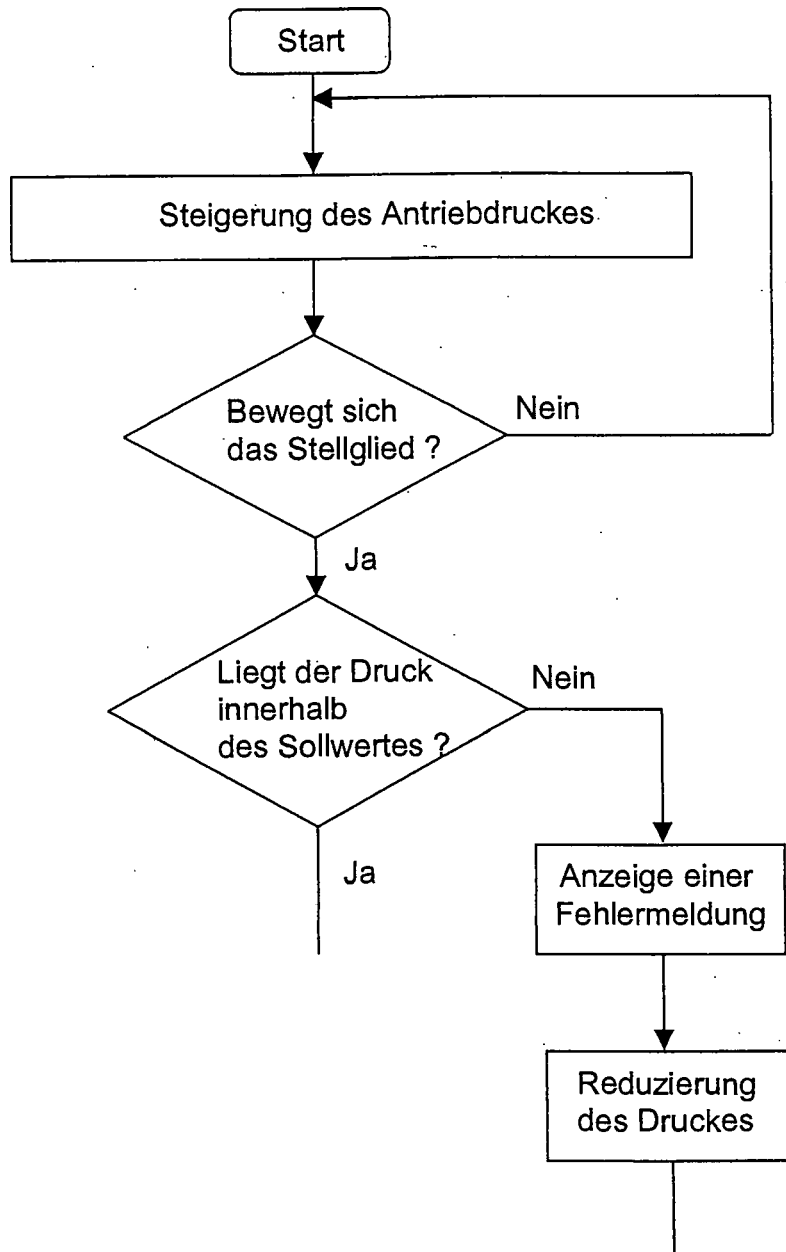 Start
Steigerung des Antriebdruckes
Bewegt sich
das Stellglied ?
Nein
Ja
Liegt der Druck
innerhalb
des Sollwertes ?
Nein
Ja
Anzeige einer
Fehlermeldung
Reduzierung
des Druckes